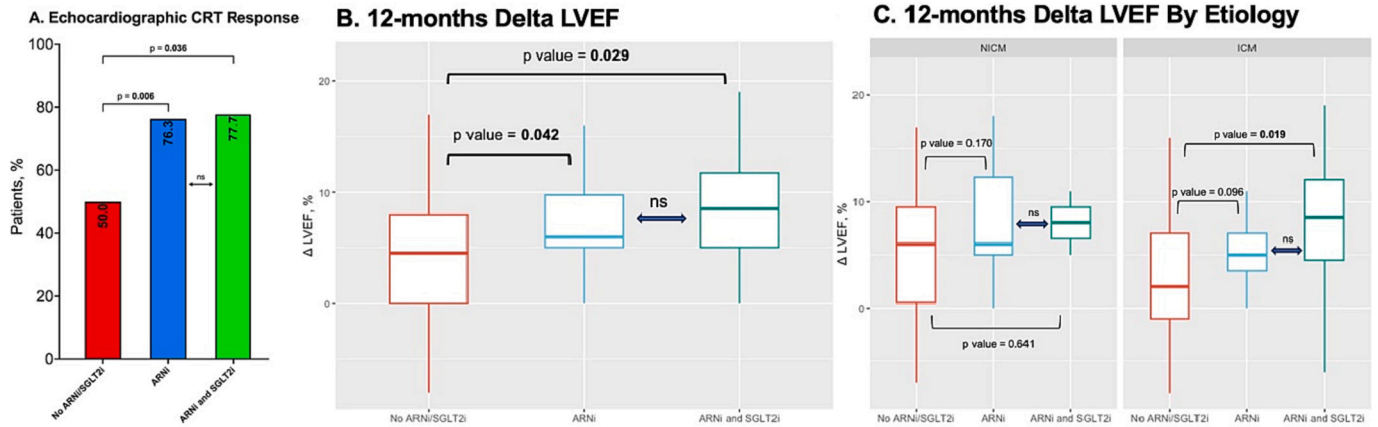 A. Echocardiographic CRT Response
p = 0.036
p = 0.006
ns
50.0
76.3
77.7
Patients, %
100
80
60
40
20
0
No ARNi/SGLT2i
ARNi
ARNi and SGLT2i
B. 12-months Delta LVEF
p value = 0.029
p value = 0.042
ns
Δ LVEF, %
20
10
0
No ARNi/SGLT2i
ARNi
ARNi and SGLT2i
C. 12-months Delta LVEF By Etiology
NICM
ICM
p value = 0.170
ns
p value = 0.641
p value = 0.019
p value = 0.096
ns
Δ LVEF, %
20
10
0
No ARNi/SGLT2i
ARNi
ARNi and SGLT2i
No ARNi/SGLT2i
ARNi
ARNi and SGLT2i